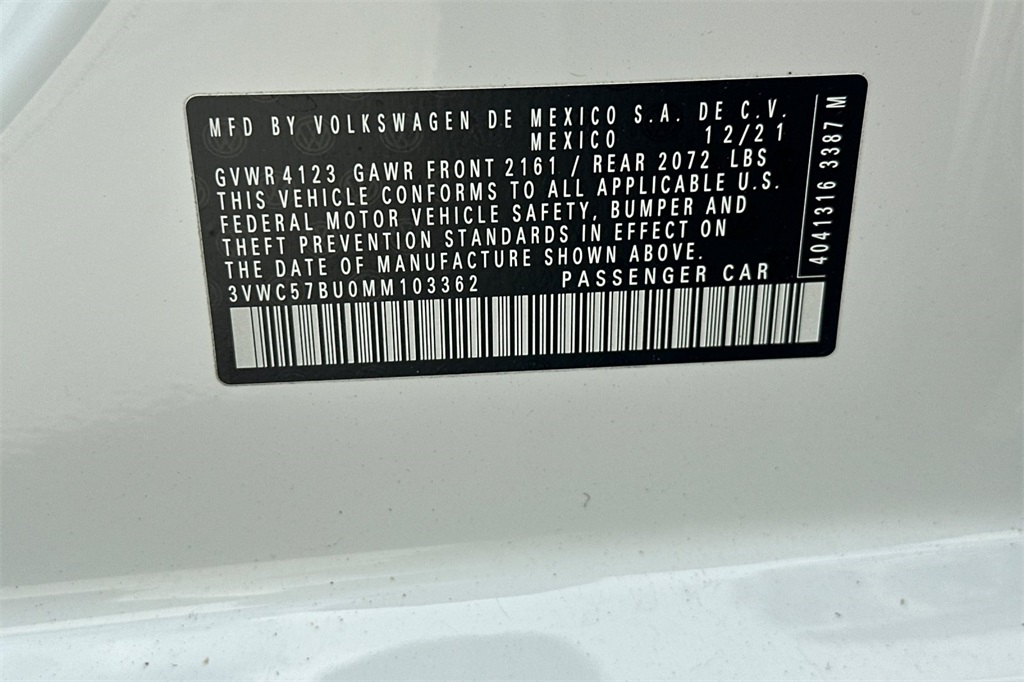 MFD BY VOLKSWAGEN DE MEXICO S.A. DE C.V.
MEXICO 12/21
GVWR 4123 GAWR FRONT 2161 / REAR 2072 LBS
THIS VEHICLE CONFORMS TO ALL APPLICABLE U.S.
FEDERAL MOTOR VEHICLE SAFETY, BUMPER AND
THEFT PREVENTION STANDARDS IN EFFECT ON
THE DATE OF MANUFACTURE SHOWN ABOVE.
3VWC57BU0MM103362 PASSENGER CAR
4041316 3387 M